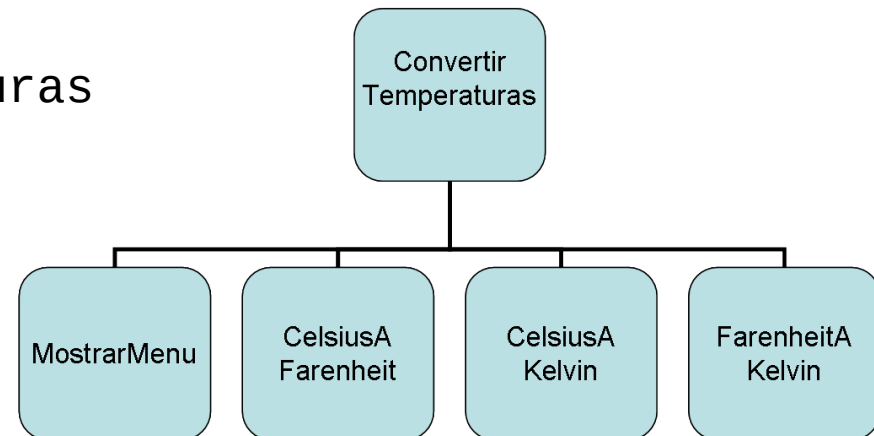 uras
Convertir
Temperaturas
MostrarMenu
CelsiusA
Farenheit
CelsiusA
Kelvin
FarenheitA
Kelvin